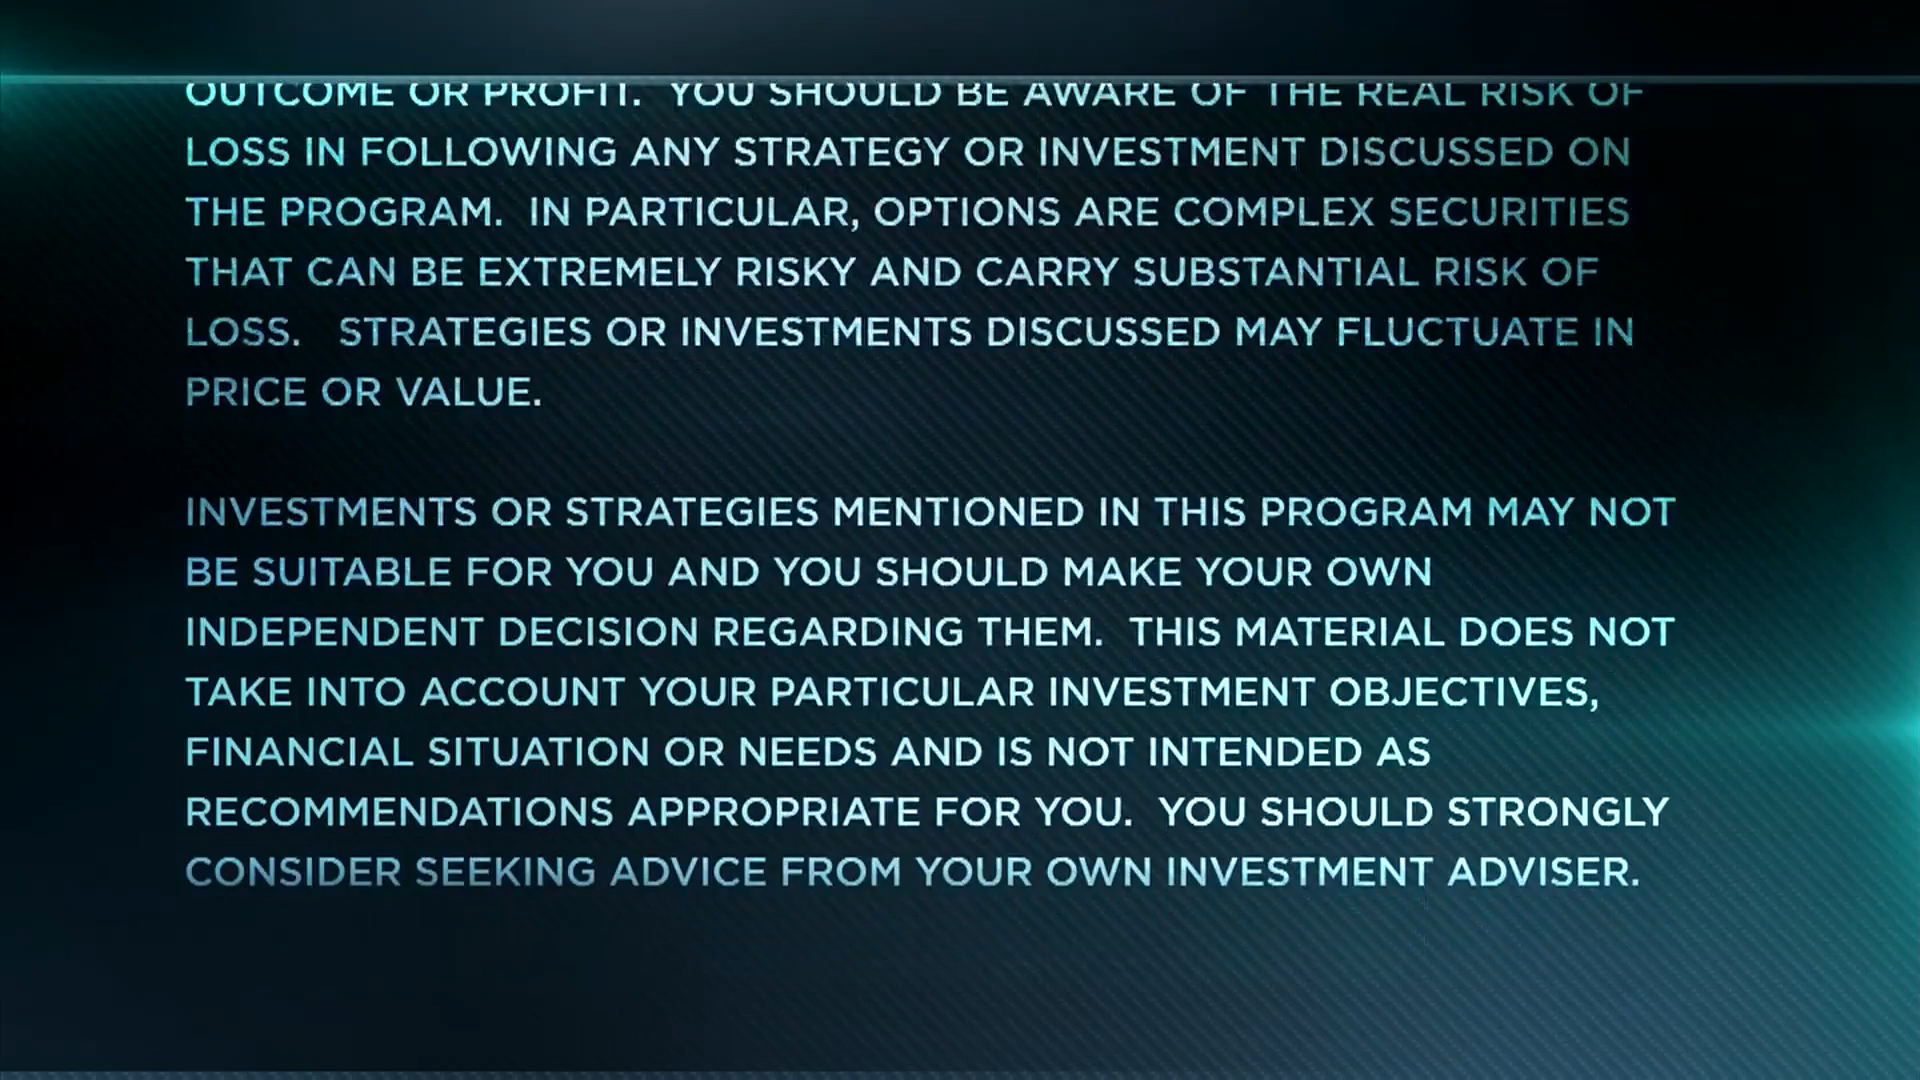 OUTCOME OR PROFIT.  YOU SHOULD BE AWARE OF THE REAL RISK OF
LOSS IN FOLLOWING ANY STRATEGY OR INVESTMENT DISCUSSED ON
THE PROGRAM.  IN PARTICULAR, OPTIONS ARE COMPLEX SECURITIES
THAT CAN BE EXTREMELY RISKY AND CARRY SUBSTANTIAL RISK OF
LOSS.   STRATEGIES OR INVESTMENTS DISCUSSED MAY FLUCTUATE IN
PRICE OR VALUE.
INVESTMENTS OR STRATEGIES MENTIONED IN THIS PROGRAM MAY NOT
BE SUITABLE FOR YOU AND YOU SHOULD MAKE YOUR OWN
INDEPENDENT DECISION REGARDING THEM.  THIS MATERIAL DOES NOT
TAKE INTO ACCOUNT YOUR PARTICULAR INVESTMENT OBJECTIVES,
FINANCIAL SITUATION OR NEEDS AND IS NOT INTENDED AS
RECOMMENDATIONS APPROPRIATE FOR YOU.  YOU SHOULD STRONGLY
CONSIDER SEEKING ADVICE FROM YOUR OWN INVESTMENT ADVISER.